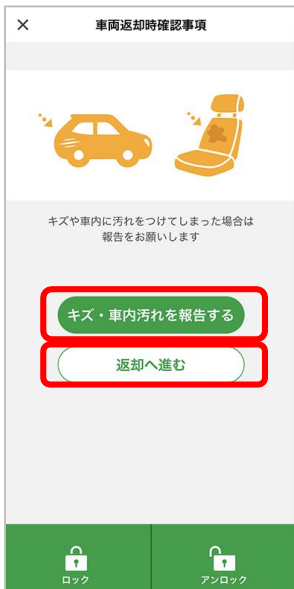 車両返却時確認事項
キズや車内に汚れをつけてしまった場合は
報告をお願いします
キズ・車内汚れを報告する
返却へ進む
ロック
アンロック